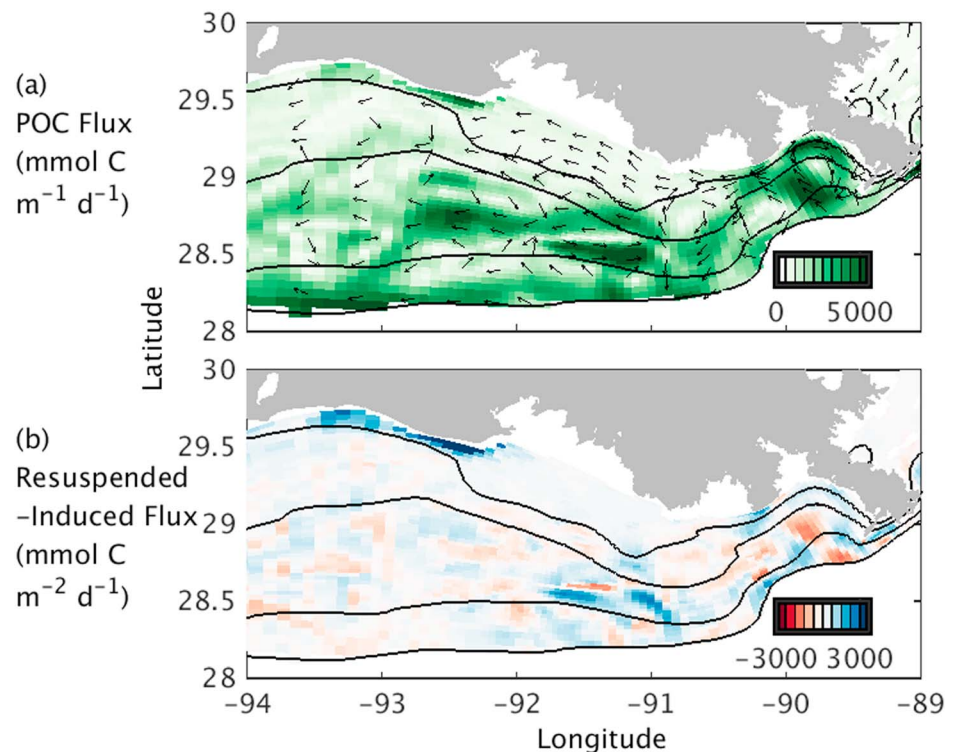 (a)
POC Flux
(mmol C
m⁻¹ d⁻¹)
30
29.5
29
28.5
28
0 5000
Latitude
(b)
Resuspended
–Induced Flux
(mmol C
m⁻² d⁻¹)
30
29.5
29
28.5
28
−3000 3000
−94 −93 −92 −91 −90 −89
Longitude